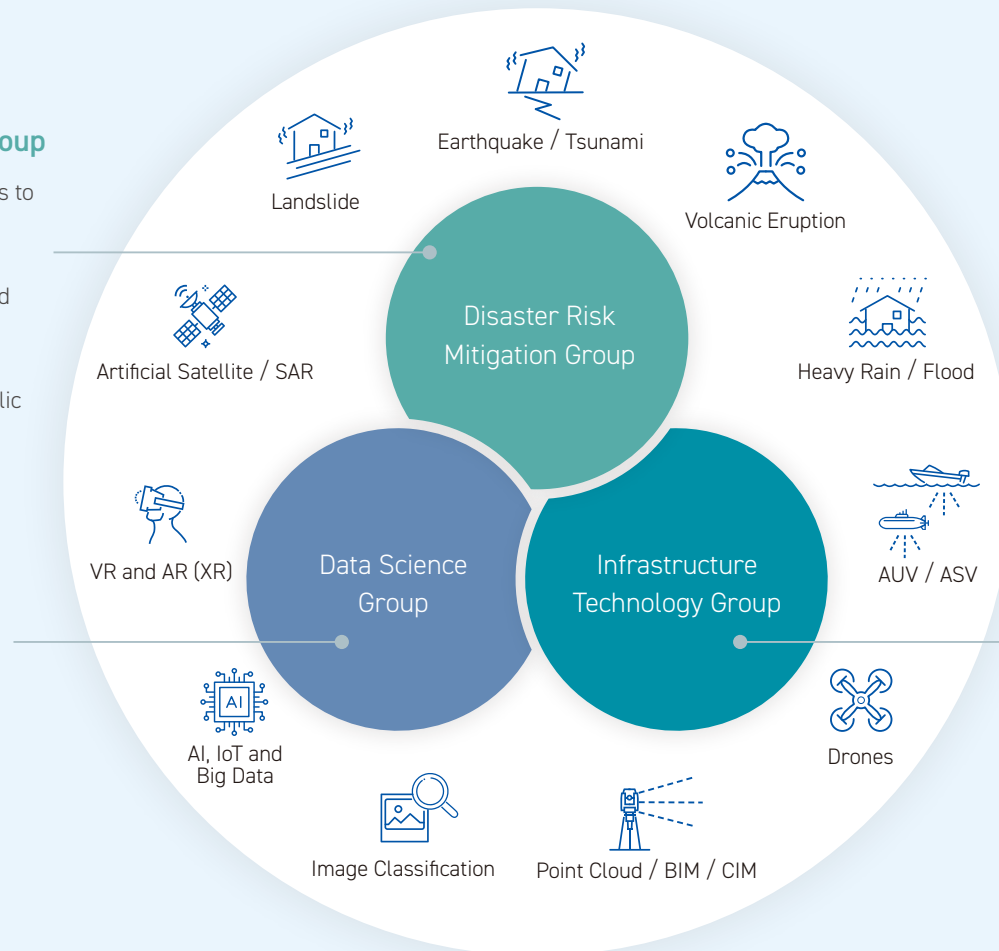 oup
s to
d
lic
Earthquake / Tsunami
Landslide
Volcanic Eruption
Disaster Risk
Mitigation Group
Artificial Satellite / SAR
Heavy Rain / Flood
VR and AR (XR)
Data Science
Group
Infrastructure
Technology Group
AUV / ASV
AI
AI, IoT and
Big Data
Drones
Image Classification
Point Cloud / BIM / CIM